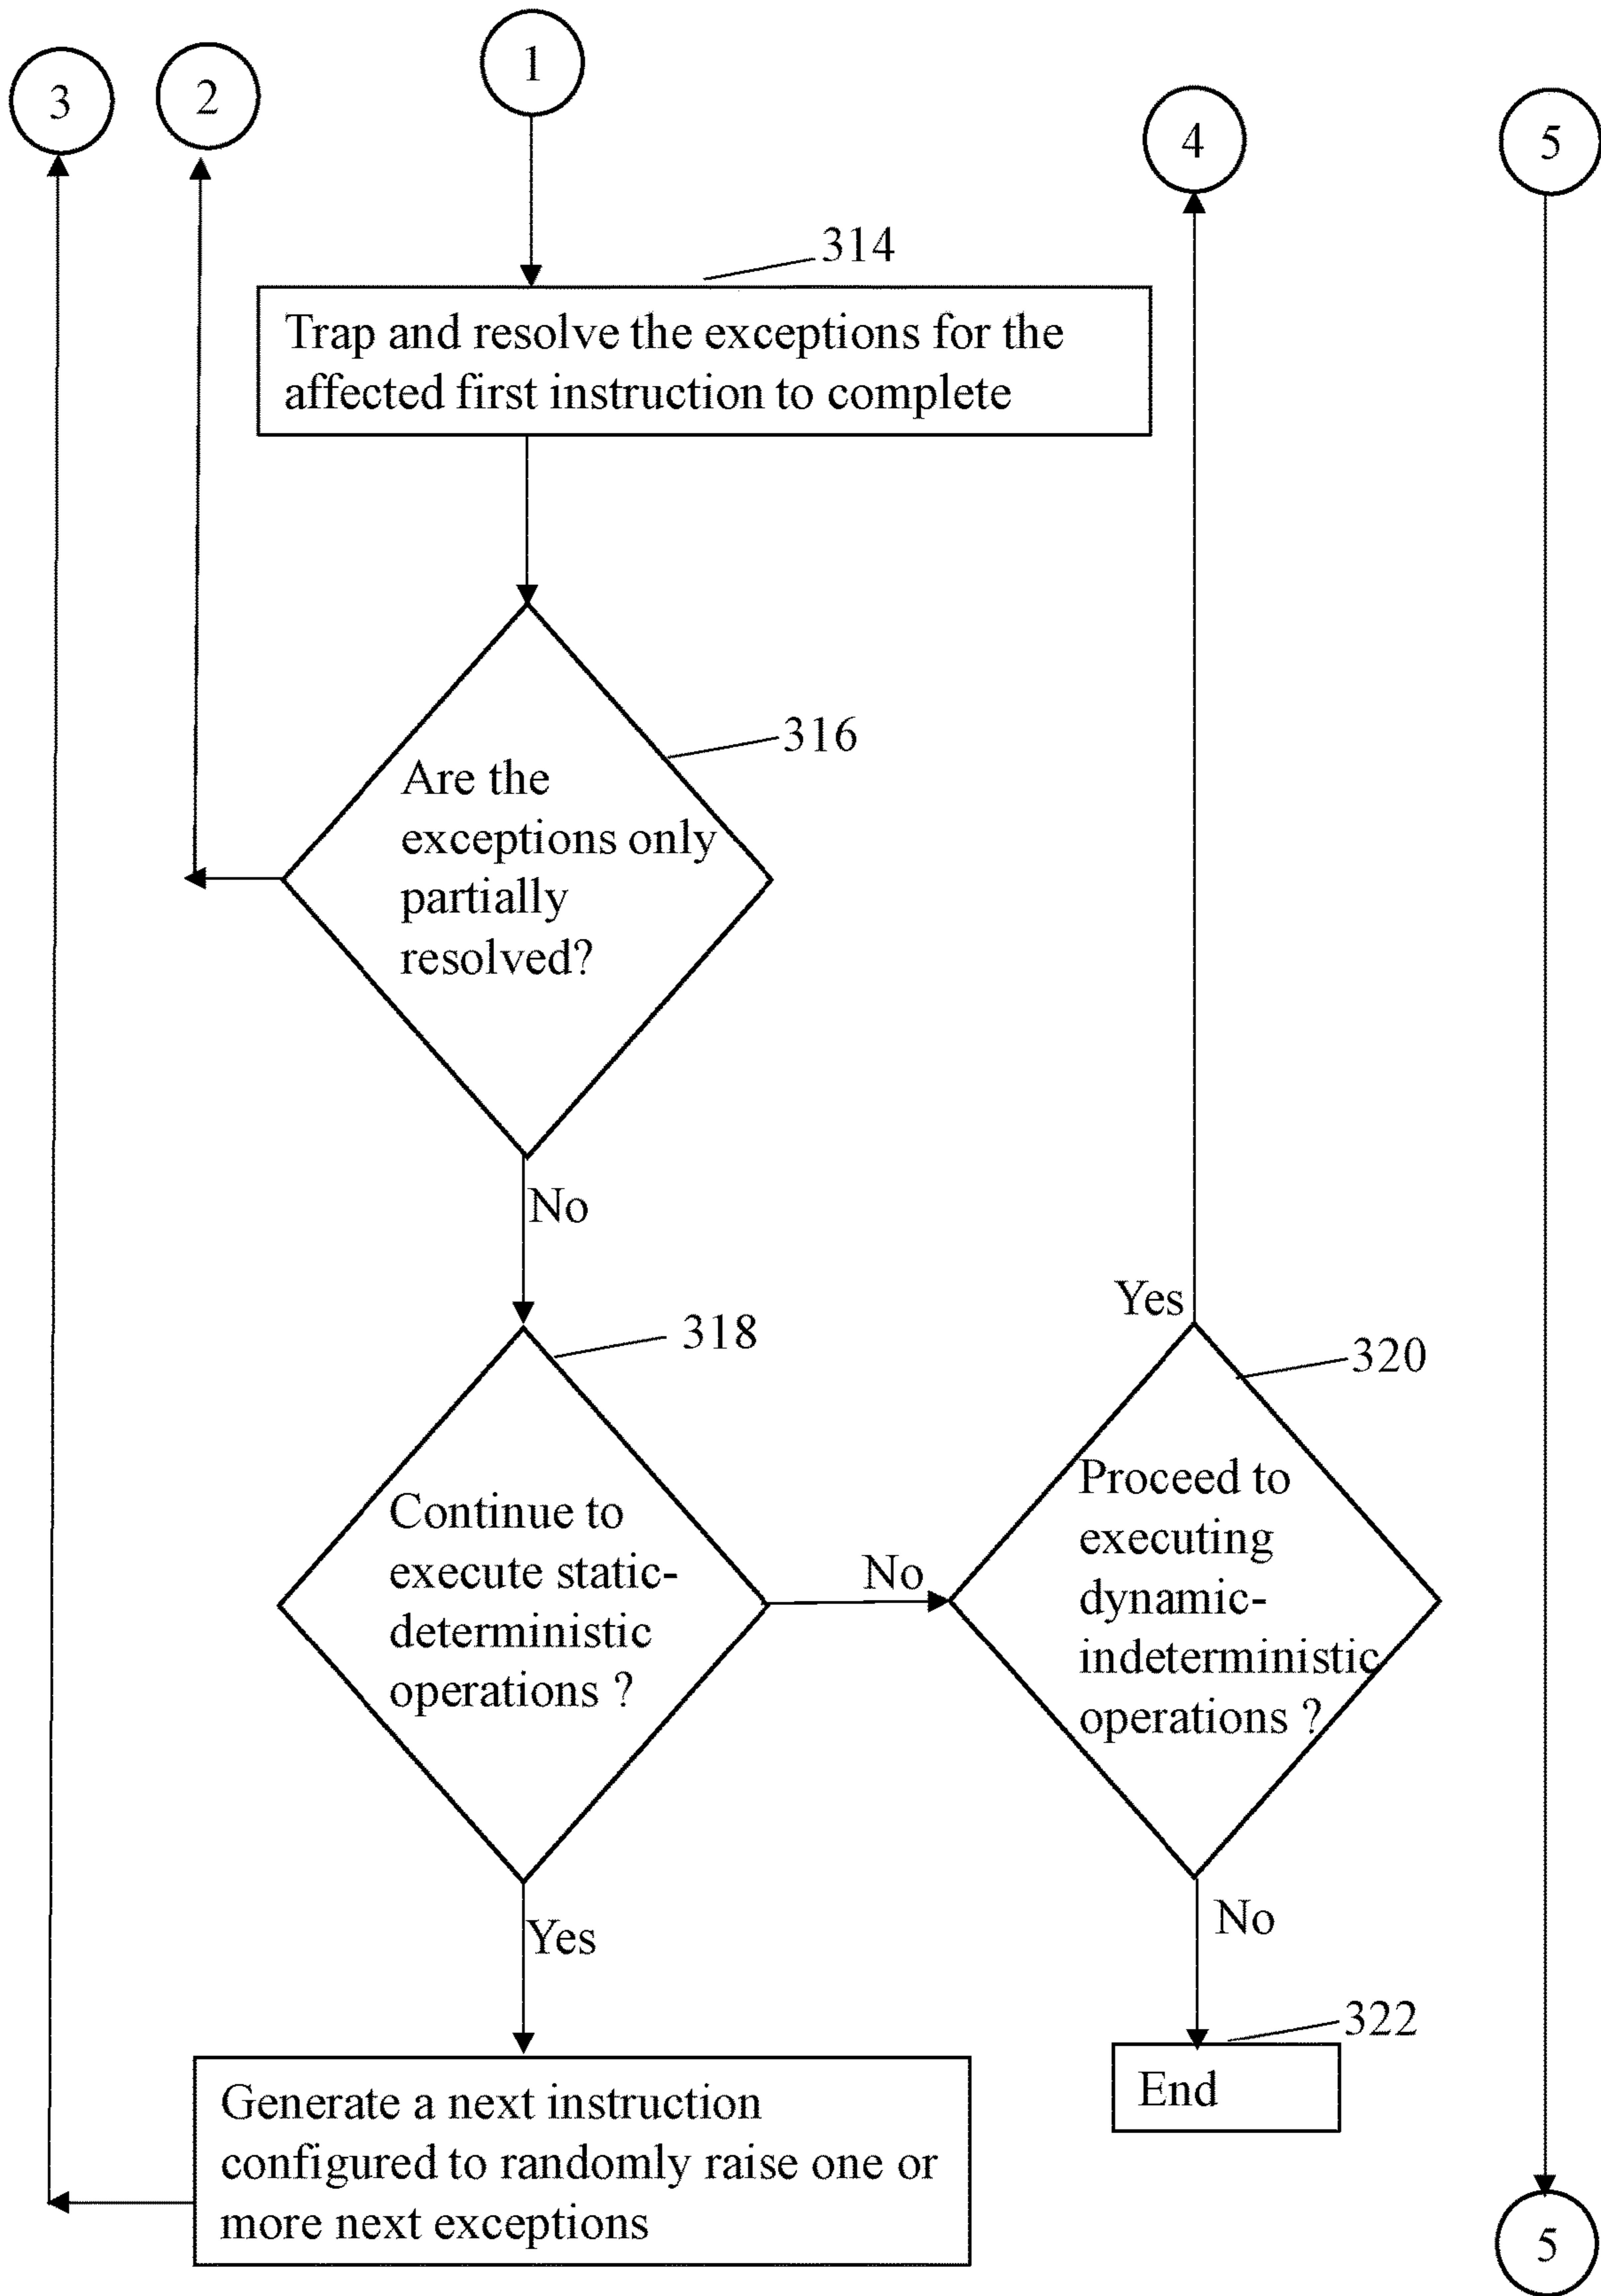 1
3
2
4
5
314
Trap and resolve the exceptions for the
affected first instruction to complete
316
Are the
exceptions only
partially
resolved?
No
318
Continue to
execute static-
deterministic
operations ?
No
Yes
320
Proceed to
executing
dynamic-
indeterministic
operations ?
Yes
No
322
End
Generate a next instruction
configured to randomly raise one or
more next exceptions
5